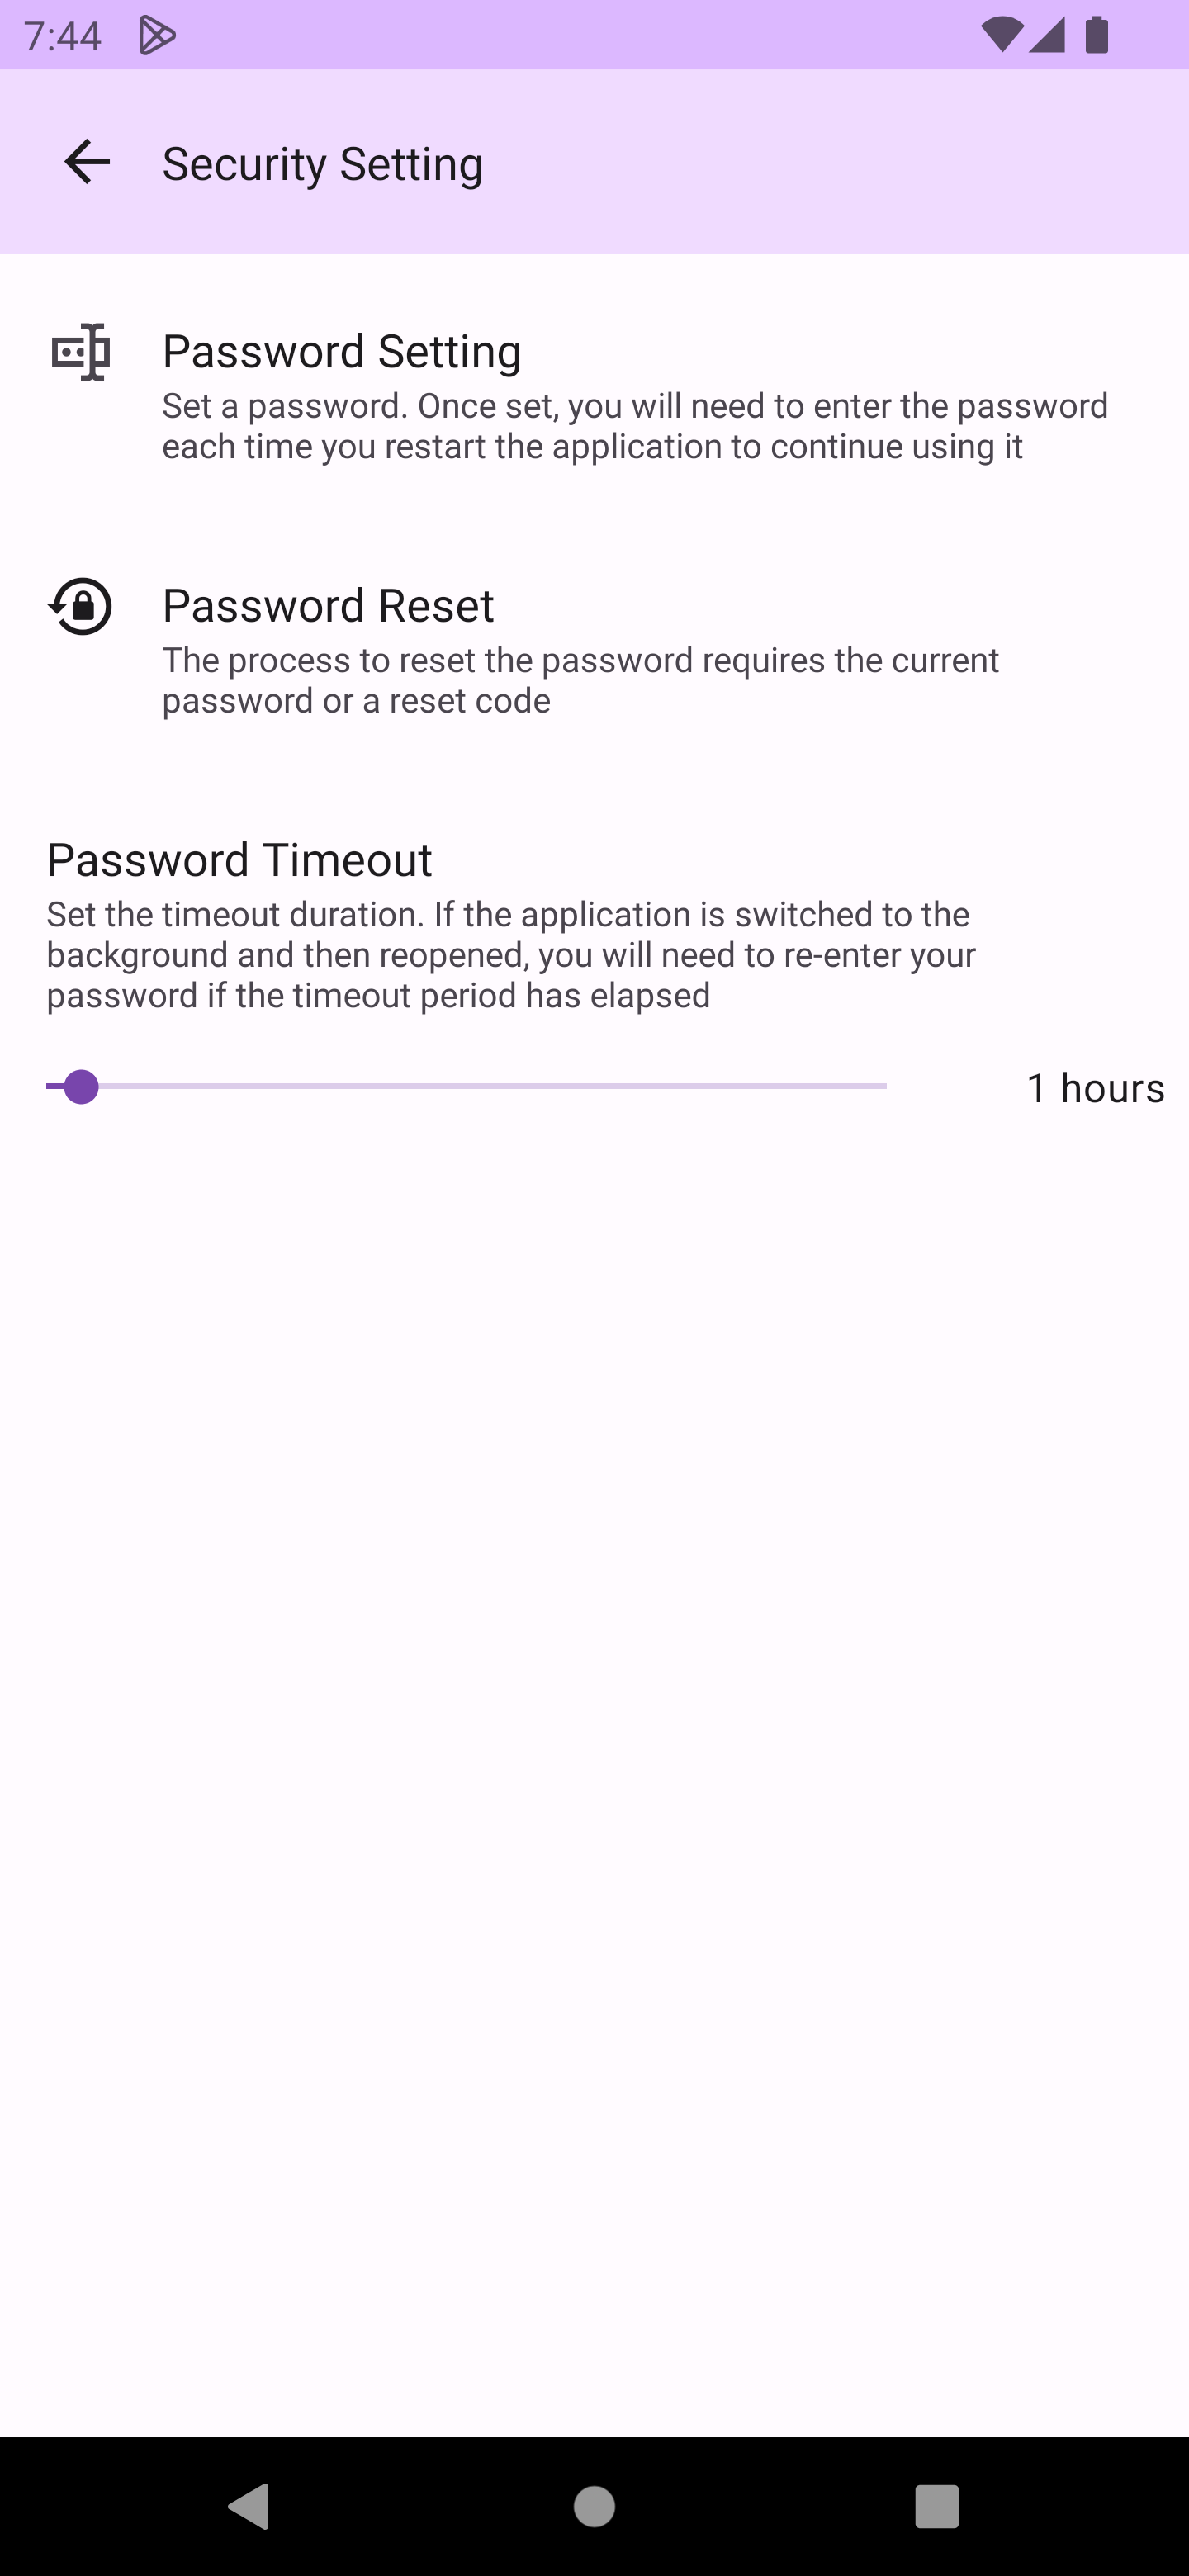 7:44
Security Setting
Password Setting
Set a password. Once set, you will need to enter the password
each time you restart the application to continue using it
Password Reset
The process to reset the password requires the current
password or a reset code
Password Timeout
Set the timeout duration. If the application is switched to the
background and then reopened, you will need to re-enter your
password if the timeout period has elapsed
1 hours